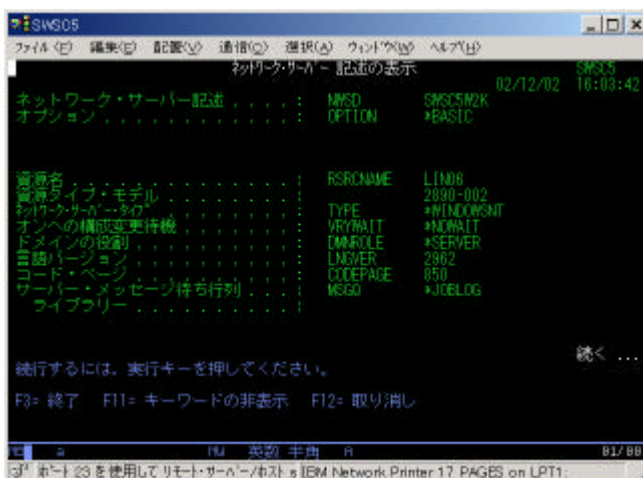 SWSC5
ファイル(F) 編集(E) 配置(V) 通信(C) 選択(A) ウィンドウ(W) ヘルプ(H)
ネットワーク・サーバー 記述の表示 SWSC5
02/12/02 16:03:42
ネットワーク・サーバー記述 . . . . : NWSD SWSC5W2K
オプション . . . . . . . . . . . . : OPTION *BASIC
資源名 . . . . . . . . . . . . . . : RSRCNAME LIN06
資源タイプ・モデル . . . . . . . . : 2890-002
ネットワーク・サーバー・タイプ . . . . . . . . : TYPE *WINDOWSNT
オンへの構成変更待機 . . . . . . . : VRYWAIT *NOWAIT
ドメインの役割 . . . . . . . . . . : DMNROLE *SERVER
言語バージョン . . . . . . . . . . : LNGVER 2962
コード・ページ . . . . . . . . . . : CODEPAGE 850
サーバー・メッセージ待ち行列 . . . : MSGQ *JOBLOG
ライブラリー . . . . . . . . . . :
続く ...
続行するには、実行キーを押してください。
F3= 終了 F11= キーワードの非表示 F12= 取り消し
a MW 英数 半角 A 01/00
ポート 23 を使用して リモート・サーバー/ホスト s IBM Network Printer 17 PAGES on LPT1: